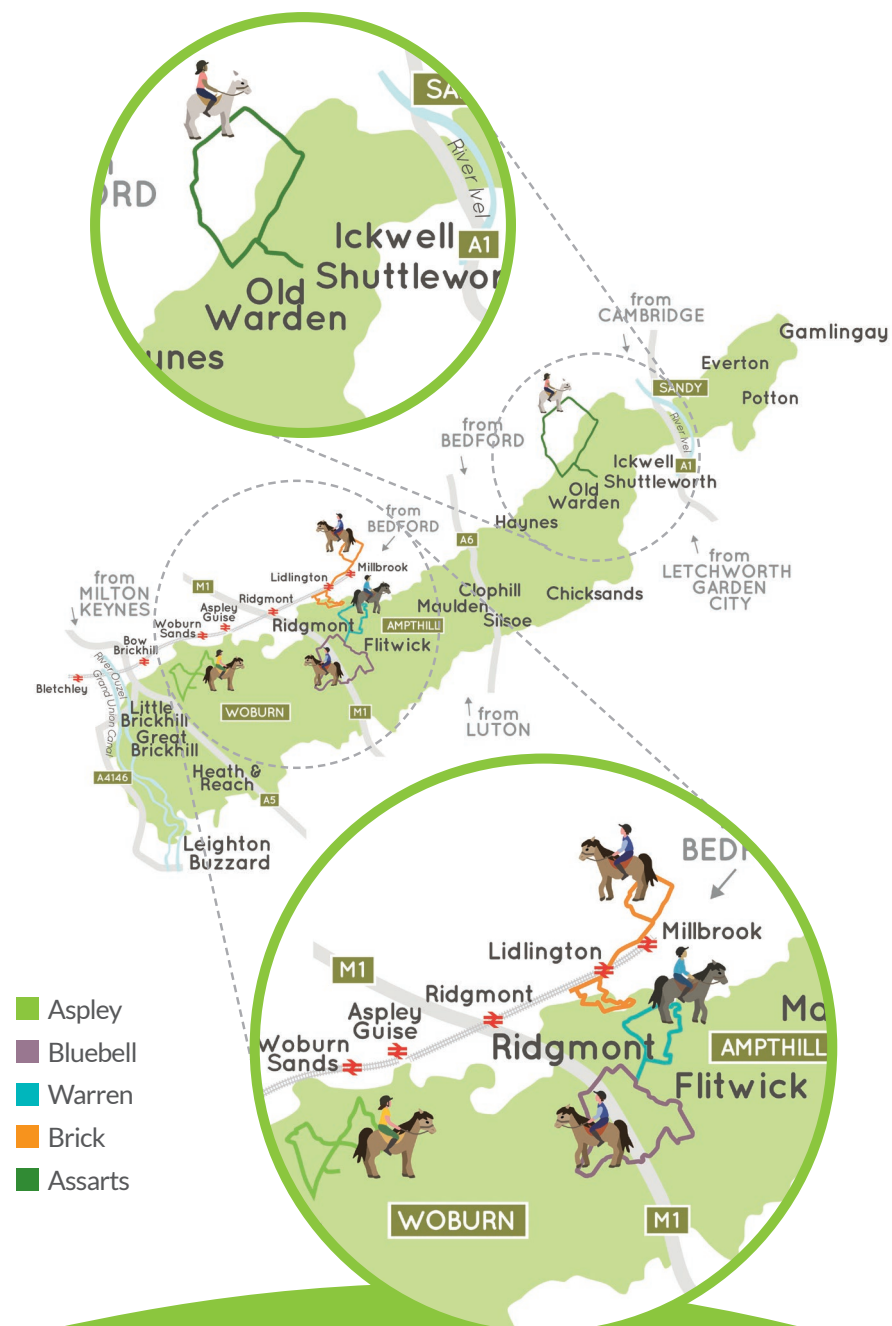 SA
River Ivel
ORD
Ickwell
A1
Shuttlewor
Old
Warden
ynes
from
CAMBRIDGE
Gamlingay
Everton
SANDY
Potton
River Ivel
from
BEDFORD
Ickwell
A1
Shuttleworth
Old
Warden
Haynes
from
BEDFORD
A6
from
LETCHWORTH
GARDEN
CITY
Millbrook
Lidlington
from
MILTON
KEYNES
M1
Ridgmont
Aspley
Guise
Woburn
Sands
Clophill
Chicksands
Maulden
Silsoe
AMPTHILL
Ridgmont
Flitwick
Bow
Brickhill
Bletchley
River Ouzel
Grand Union Canal
Little
Brickhill
Great
Brickhill
WOBURN
M1
from
LUTON
Heath &
Reach
A4146
A5
Leighton
Buzzard
BEDF
Millbrook
Lidlington
M1
Ridgmont
Aspley
Guise
Woburn
Sands
Ma
Ridgmont
AMPTHILL
Flitwick
WOBURN
M1
Aspley
Bluebell
Warren
Brick
Assarts